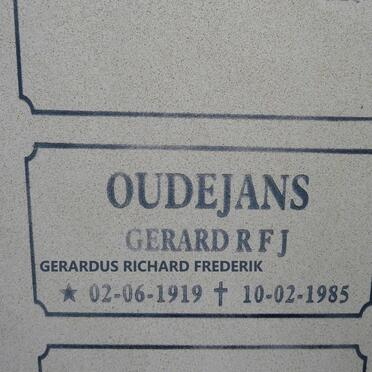 OUDEJANS
GERARD R F J
GERARDUS RICHARD FREDERIK
★ 02-06-1919 ✝ 10-02-1985